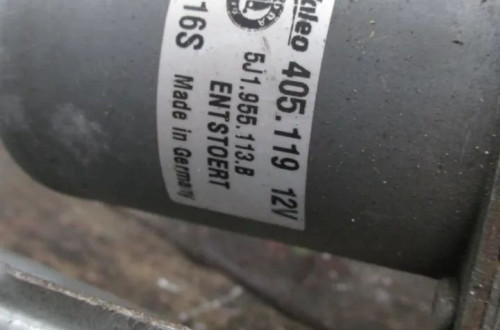 Valeo 405.119 12V
5J1.955.113.B
ENTSTOERT
16S Made in Germany